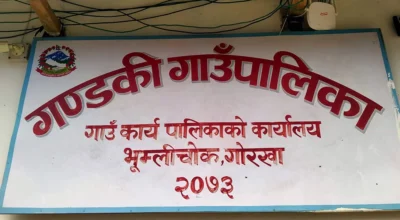 गण्डकी गाउँपालिका
गाउँ कार्य पालिकाको कार्यालय
भूम्लीचोक,गोरखा
२०७३